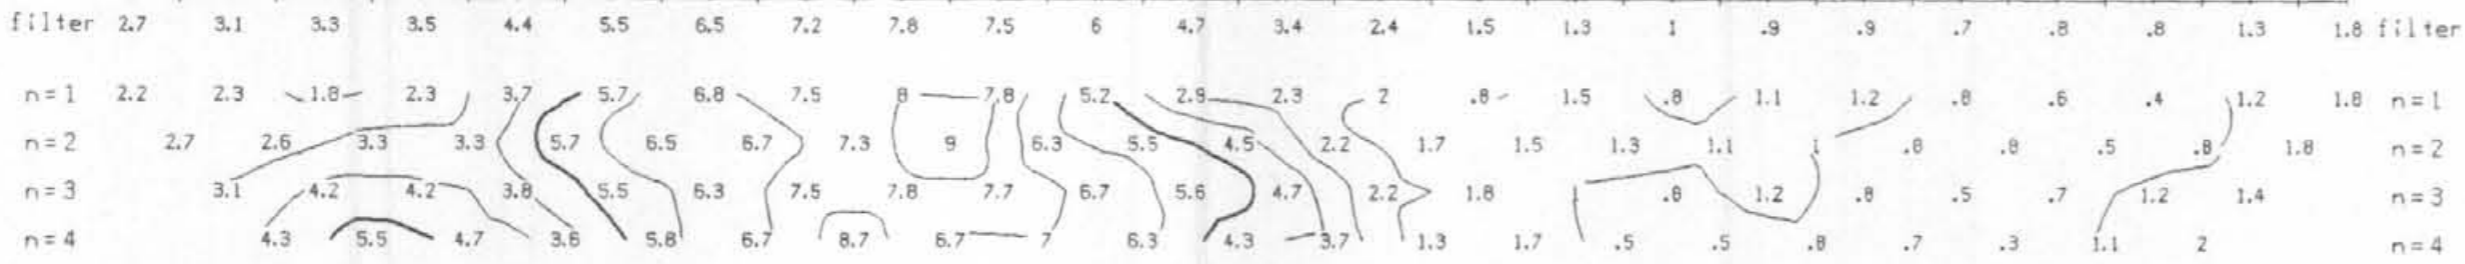 filter 2.7 3.1 3.3 3.5 4.4 5.5 6.5 7.2 7.8 7.5 6 4.7 3.4 2.4 1.5 1.3 1 .9 .9 .7 .8 .8 1.3 1.8 filter
n=1 2.2 2.3 1.8 2.3 3.7 5.7 6.8 7.5 8 7.8 5.2 2.9 2.3 2 .8 1.5 .8 1.1 1.2 .8 .6 .4 1.2 1.8 n=1
n=2 2.7 2.6 3.3 3.3 5.7 6.5 6.7 7.3 9 6.3 5.5 4.5 2.2 1.7 1.5 1.3 1.1 1 .8 .8 .5 .8 1.8 n=2
n=3 3.1 4.2 4.2 3.8 5.5 6.3 7.5 7.8 7.7 6.7 5.6 4.7 2.2 1.8 1 .8 1.2 .8 .5 .7 1.2 1.4 n=3
n=4 4.3 5.5 4.7 3.6 5.8 6.7 8.7 6.7 7 6.3 4.3 3.7 1.3 1.7 .5 .5 .8 .7 .3 1.1 2 n=4